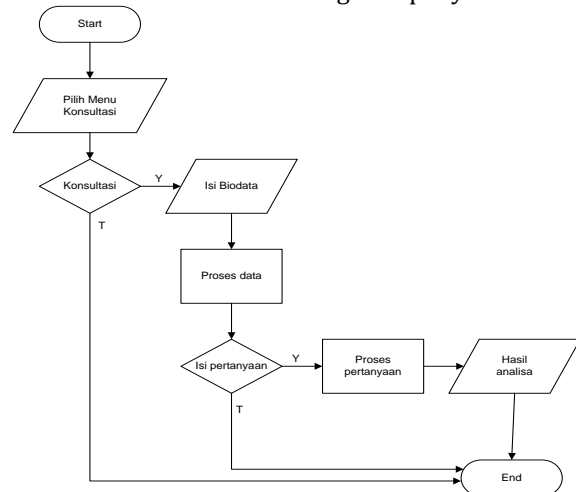 Start
Pilih Menu
Konsultasi
Konsultasi
Y
Isi Biodata
T
Proses data
Isi pertanyaan
Y
Proses
pertanyaan
Hasil
analisa
T
End